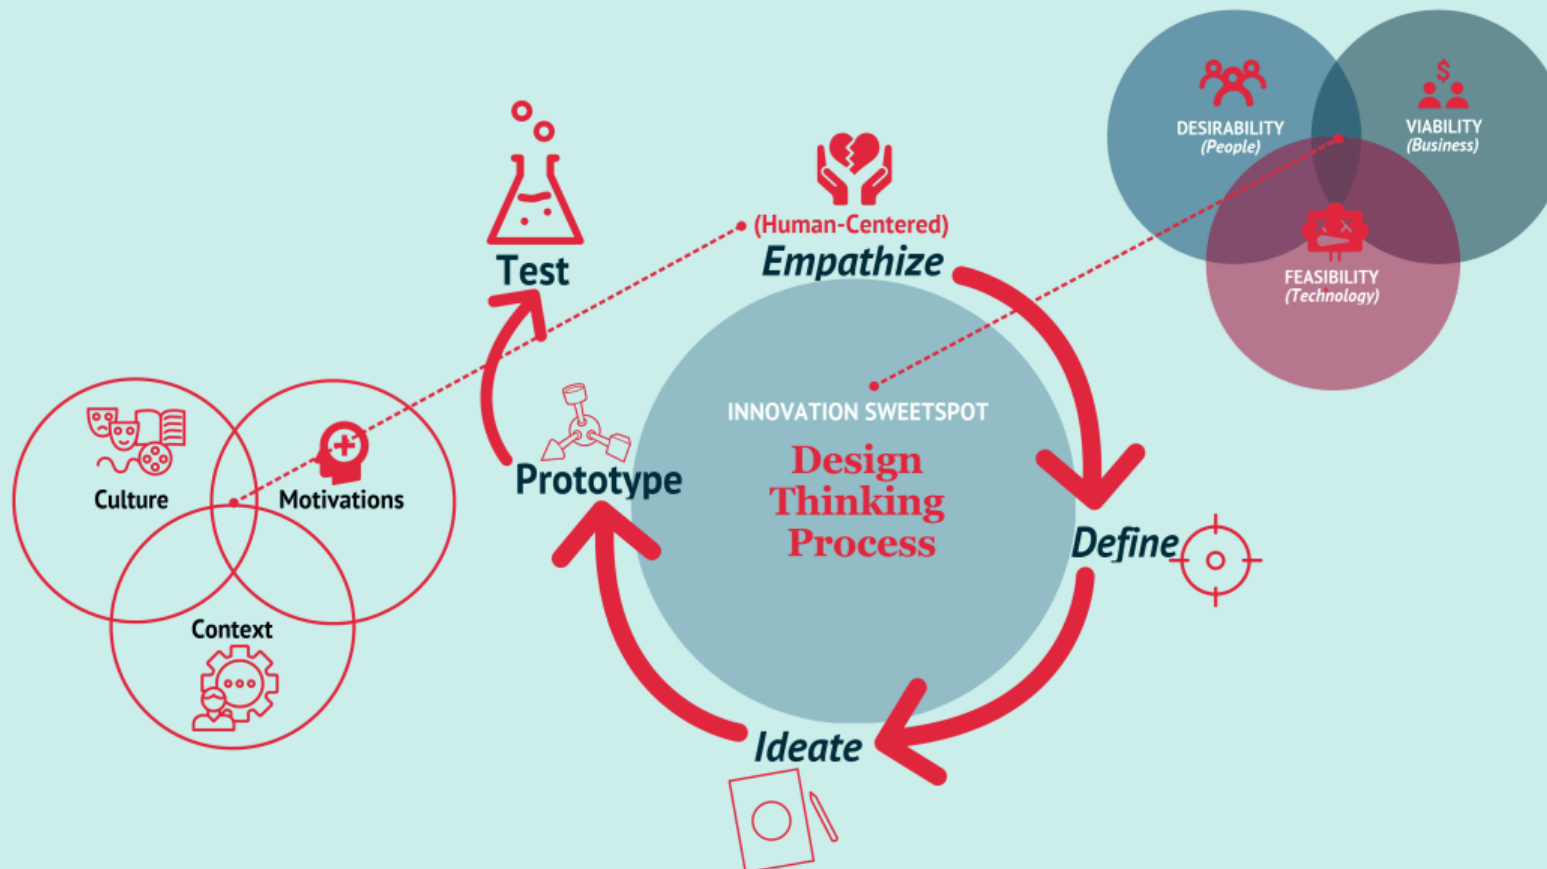 DESIRABILITY
(People)
VIABILITY
(Business)
FEASIBILITY
(Technology)
(Human-Centered)
Empathize
Test
INNOVATION SWEETSPOT
Design
Thinking
Process
Prototype
Define
Ideate
Culture
Motivations
Context
$